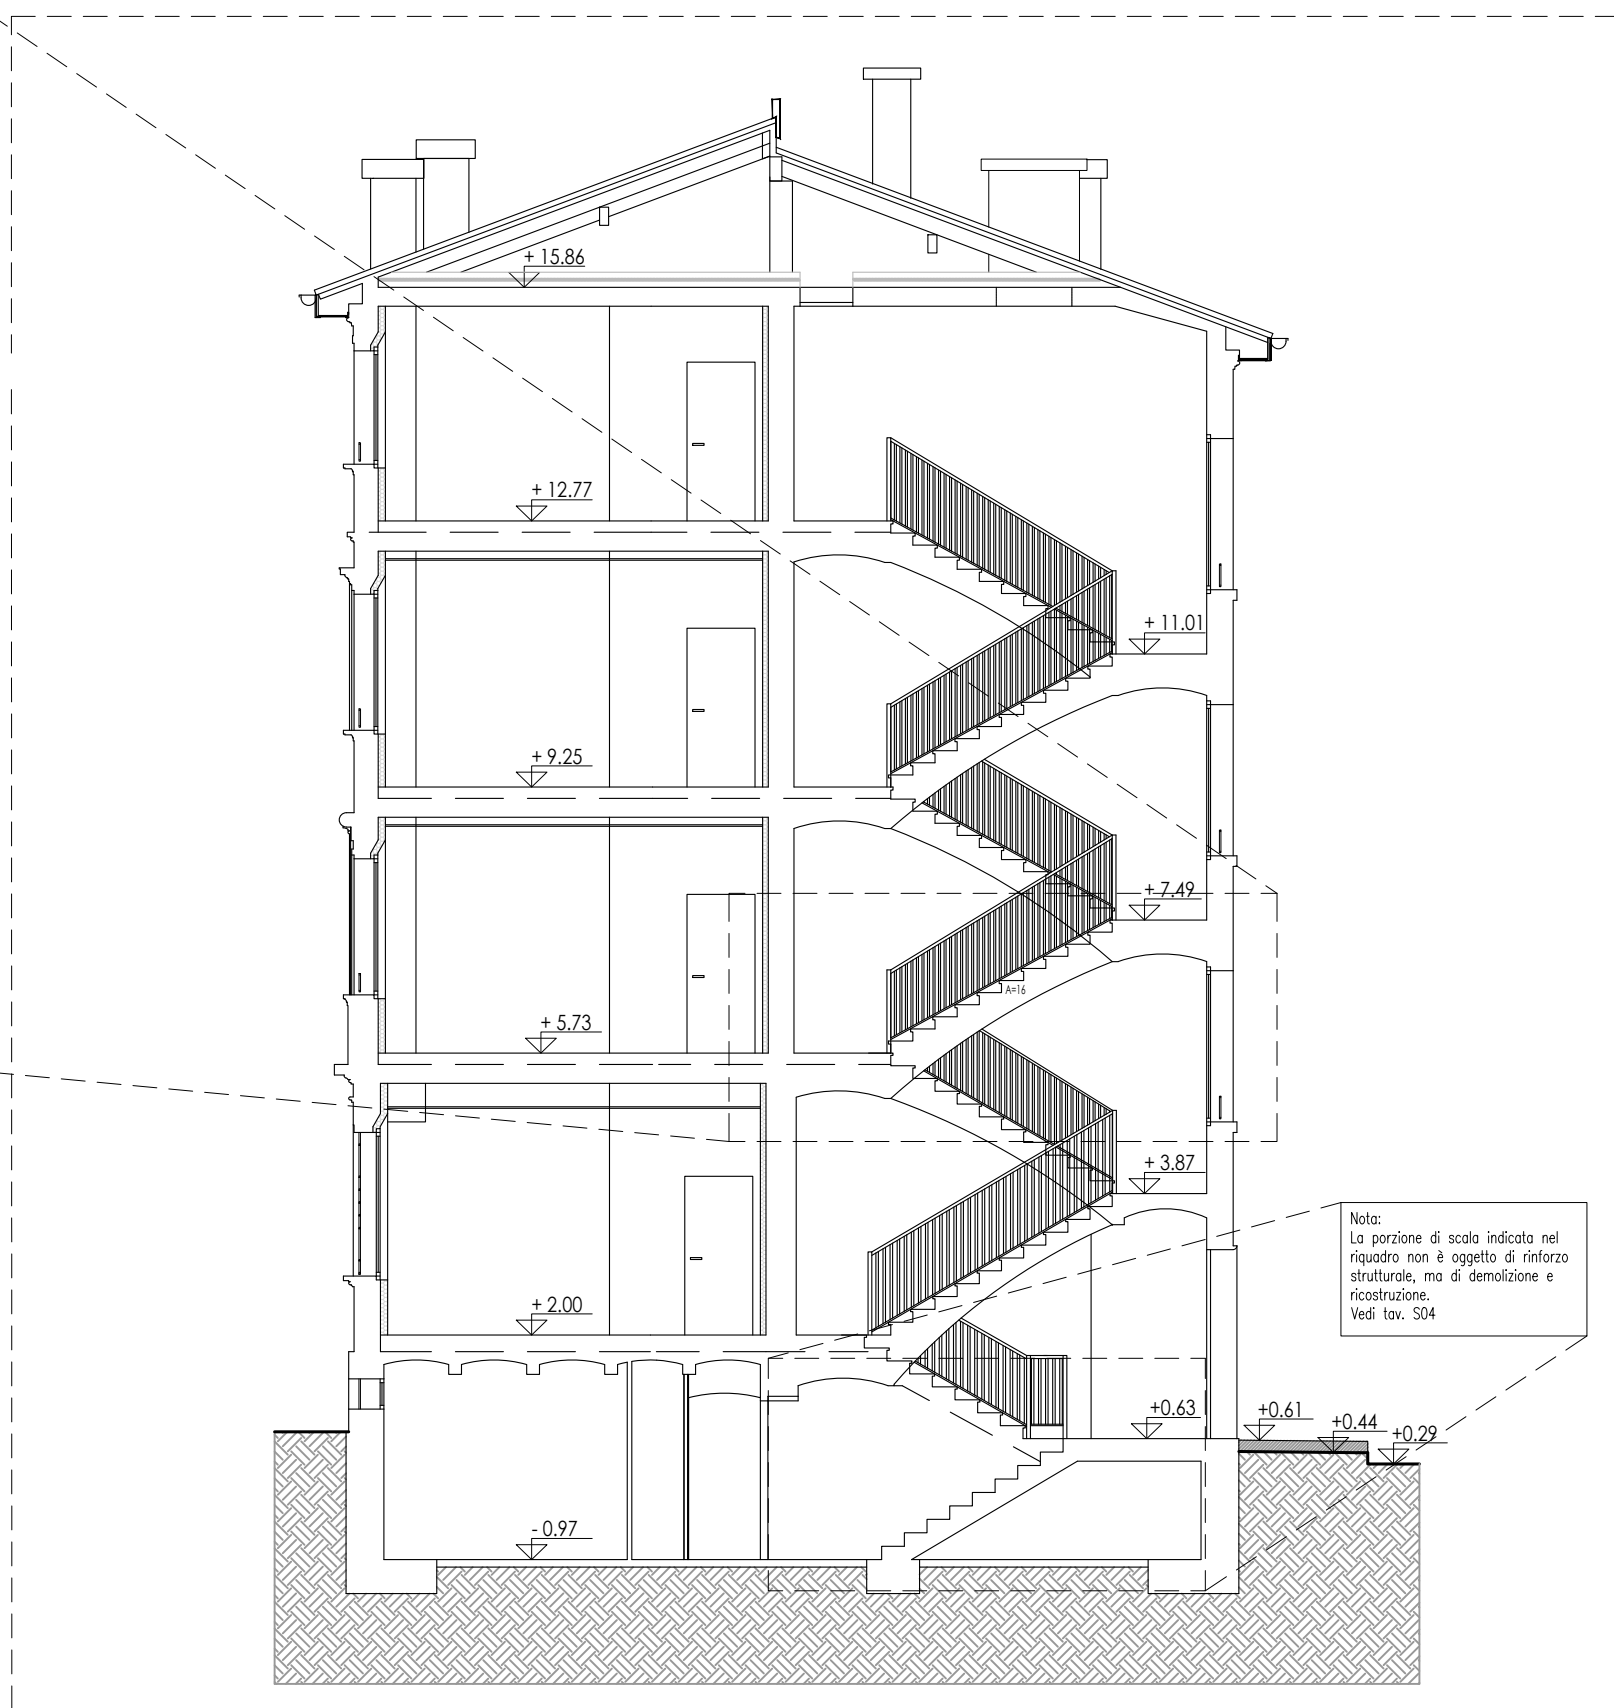 + 15.86
+ 12.77
+ 11.01
+ 9.25
+ 7.49
A=16
+ 5.73
+ 3.87
Nota:
La porzione di scala indicata nel
riquadro non è oggetto di rinforzo
strutturale, ma di demolizione e
ricostruzione.
Vedi tav. S04
+ 2.00
+0.63
+0.61
+0.44
+0.29
- 0.97